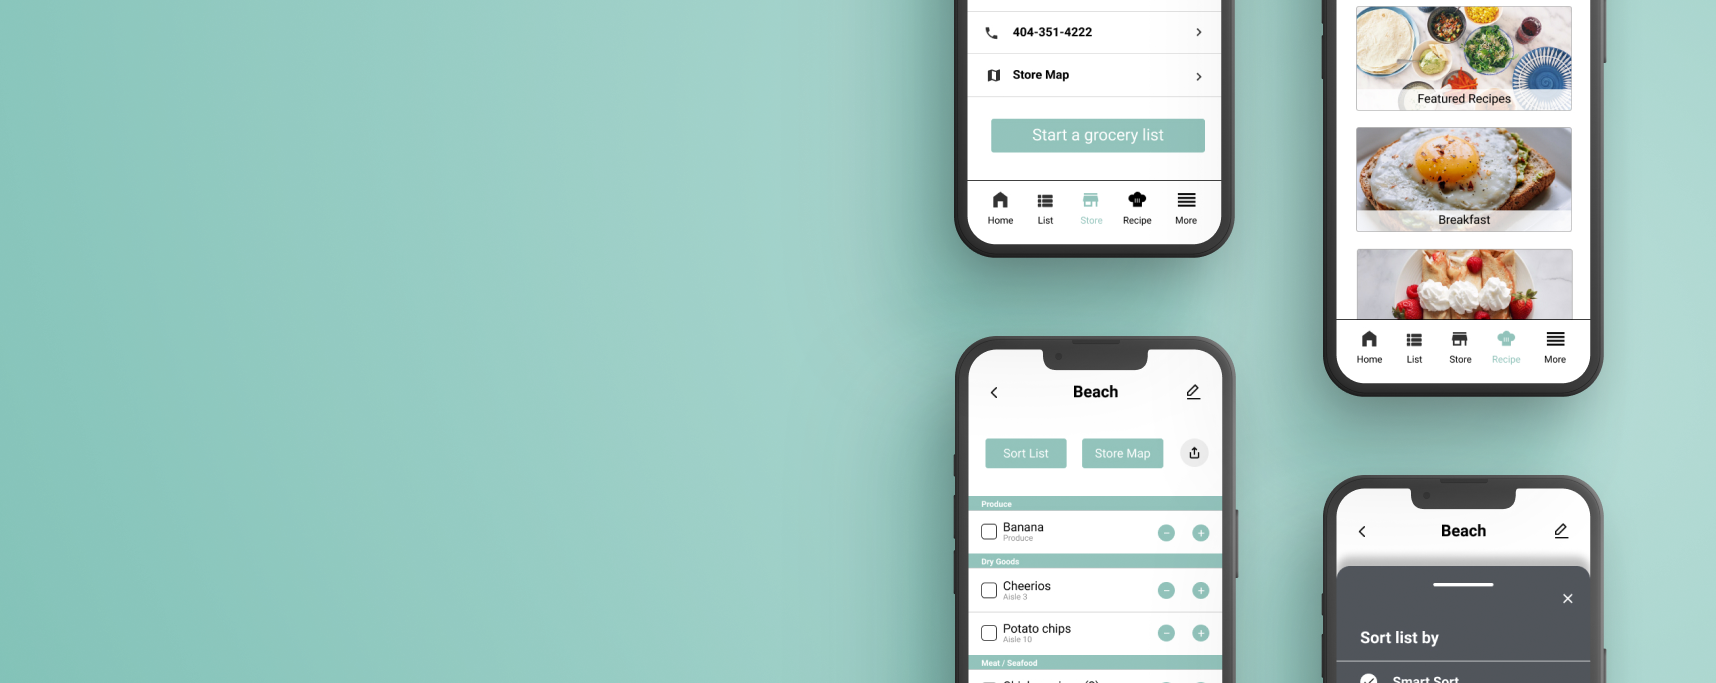 404-351-4222
Store Map
Start a grocery list
Home List Store Recipe More
Featured Recipes
Breakfast
Home List Store Recipe More
Beach
Sort List Store Map
Produce
Banana
Produce
Dry Goods
Cheerios
Aisle 3
Potato chips
Aisle 10
Meat / Seafood
Beach
Sort list by
Smart Sort